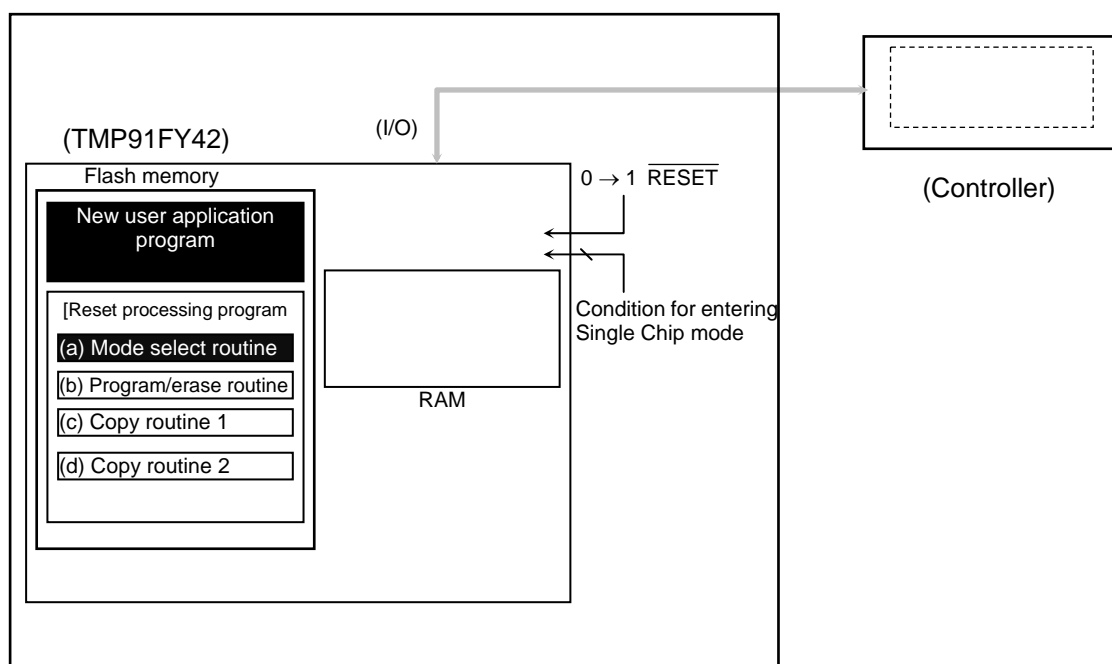 (TMP91FY42)
(I/O)
Flash memory
0 → 1 RESET
(Controller)
New user application
program
[Reset processing program
(a) Mode select routine
(b) Program/erase routine
(c) Copy routine 1
(d) Copy routine 2
RAM
Condition for entering
Single Chip mode